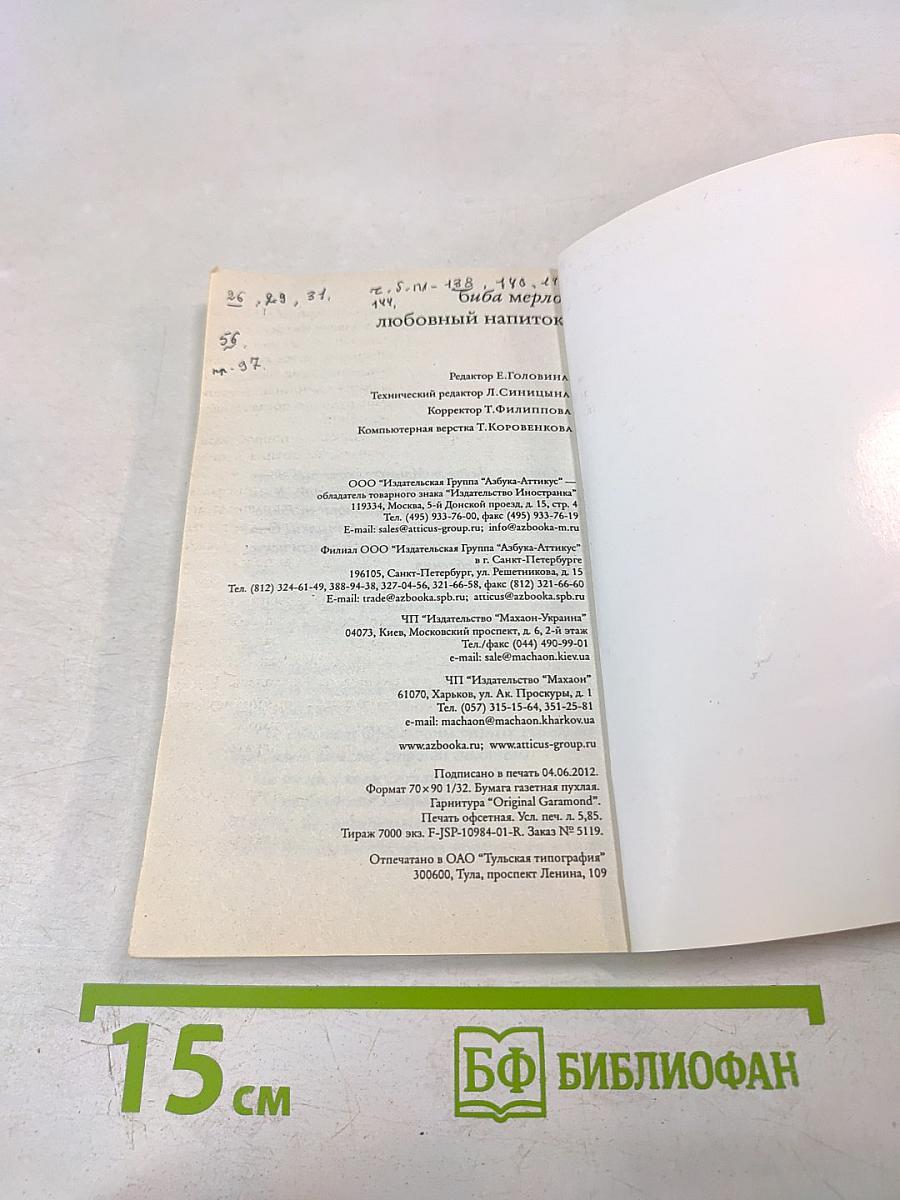 26, 29, 31. 138, 140,
144,
биба мерло
любовный напиток
56
97.
Редактор Е.Головина
Технический редактор Л.Синицына
Корректор Т.Филиппова
Компьютерная верстка Т.Коровенкова
ООО "Издательская Группа "Азбука-Аттикус" —
обладатель товарного знака "Издательство Иностранка"
119334, Москва, 5-й Донской проезд, д. 15, стр. 4
Тел. (495) 933-76-00, факс (495) 933-76-19
E-mail: sales@atticus-group.ru; info@azbooka-m.ru
Филиал ООО "Издательская Группа "Азбука-Аттикус"
в г. Санкт-Петербурге
196105, Санкт-Петербург, ул. Решетникова, д. 15
Тел. (812) 324-61-49, 388-94-38, 327-04-56, 321-66-58, факс (812) 321-66-60
E-mail: trade@azbooka.spb.ru; atticus@azbooka.spb.ru
ЧП "Издательство "Махаон-Украина"
04073, Киев, Московский проспект, д. 6, 2-й этаж
Тел./факс (044) 490-99-01
e-mail: sale@machaon.kiev.ua
ЧП "Издательство "Махаон"
61070, Харьков, ул. Ак. Проскуры, д. 1
Тел. (057) 315-15-64, 351-25-81
e-mail: machaon@machaon.kharkov.ua
www.azbooka.ru; www.atticus-group.ru
Подписано в печать 04.06.2012.
Формат 70×90 1/32. Бумага газетная пухлая.
Гарнитура "Original Garamond".
Печать офсетная. Усл. печ. л. 5,85.
Тираж 7000 экз. F-JSP-10984-01-R. Заказ № 5119.
Отпечатано в ОАО "Тульская типография"
300600, Тула, проспект Ленина, 109
15 см
БФ БИБЛИОФАН